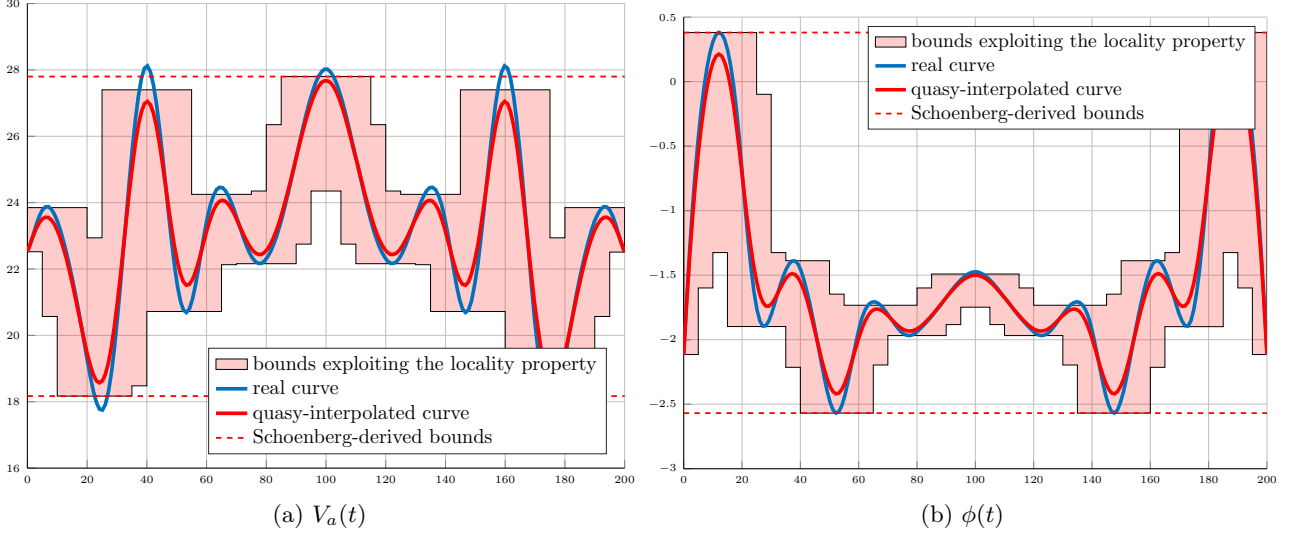 30
28
26
24
22
20
18
16
0 20 40 60 80 100 120 140 160 180 200
bounds exploiting the locality property
real curve
quasy-interpolated curve
Schoenberg-derived bounds
(a) V_a(t)
0.5
0
−0.5
−1
−1.5
−2
−2.5
−3
0 20 40 60 80 100 120 140 160 180 200
bounds exploiting the locality property
real curve
quasy-interpolated curve
Schoenberg-derived bounds
(b) ϕ(t)